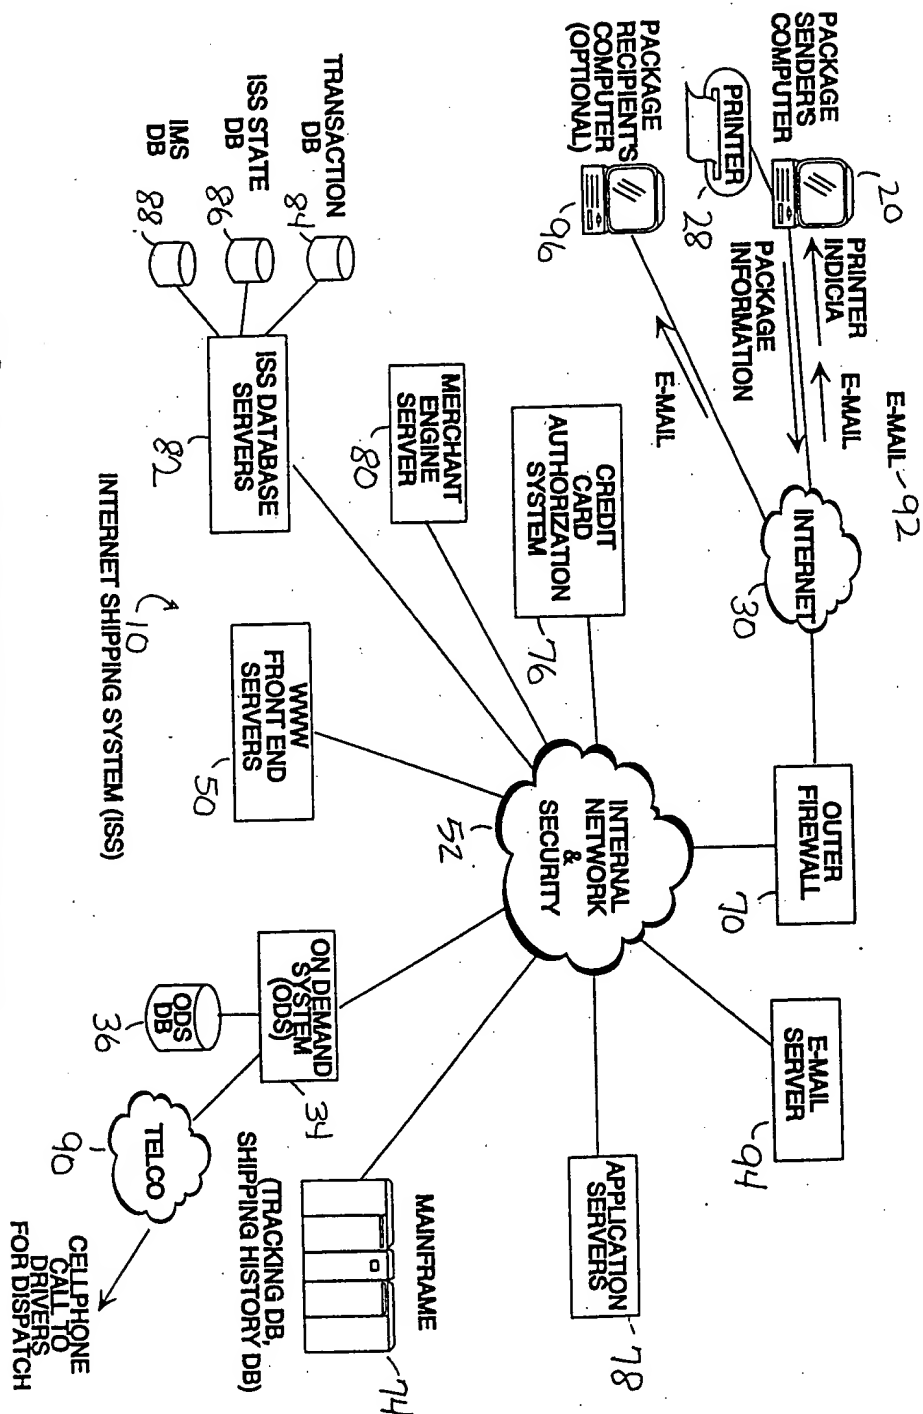 PACKAGE
SENDER'S
COMPUTER
20
PRINTER
28
PACKAGE
RECIPIENT'S
COMPUTER
(OPTIONAL)
96
PRINTER
INDICIA
PACKAGE
INFORMATION
E-MAIL
E-MAIL
E-MAIL 92
INTERNET
30
OUTER
FIREWALL
70
E-MAIL
SERVER
94
CREDIT
CARD
AUTHORIZATION
SYSTEM
76
INTERNAL
NETWORK
&
SECURITY
52
APPLICATION
SERVERS
78
MERCHANT
ENGINE
SERVER
80
TRANSACTION
DB
84
ISS STATE
DB
86
IMS
DB
88
ISS DATABASE
SERVERS
82
WWW
FRONT END
SERVERS
50
ON DEMAND
SYSTEM
(ODS)
34
ODS
DB
36
TELCO
90
MAINFRAME
(TRACKING DB,
SHIPPING HISTORY DB)
74
CELLPHONE
CALL TO
DRIVERS
FOR DISPATCH
10
INTERNET SHIPPING SYSTEM (ISS)